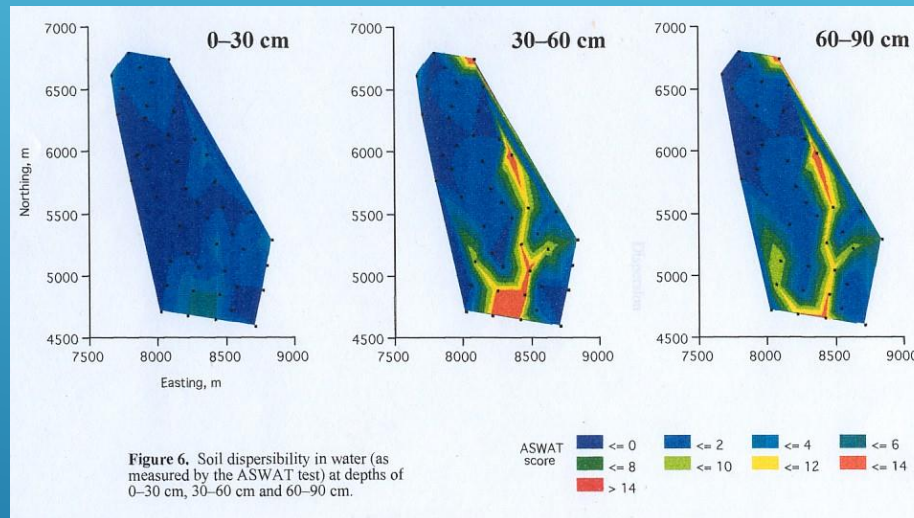 0–30 cm
30–60 cm
60–90 cm
7000
6500
6000
5500
5000
4500
Northing, m
7500 8000 8500 9000
Easting, m
7000
6500
6000
5500
5000
4500
7500 8000 8500 9000
7000
6500
6000
5500
5000
4500
7500 8000 8500 9000
Dispersion
Figure 6. Soil dispersibility in water (as
measured by the ASWAT test) at depths of
0–30 cm, 30–60 cm and 60–90 cm.
ASWAT
score
<= 0 <= 2 <= 4 <= 6
<= 8 <= 10 <= 12 <= 14
> 14